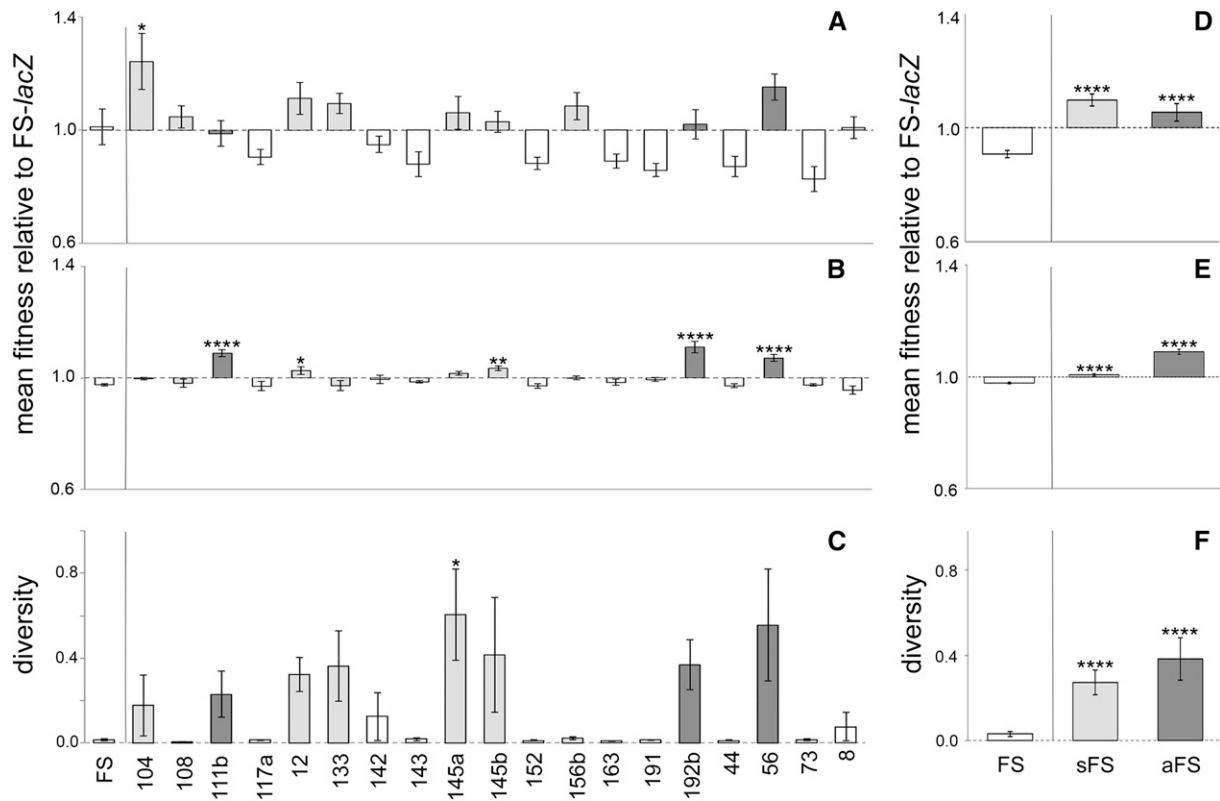 A
mean fitness relative to FS-lacZ
1.4
1.0
0.6
*
B
1.4
1.0
0.6
****
*
**
****
****
C
diversity
0.8
0.4
0.0
*
FS
104
108
111b
117a
12
133
142
143
145a
145b
152
156b
163
191
192b
44
56
73
8
D
mean fitness relative to FS-lacZ
1.4
1.0
0.6
****
****
E
1.4
1.0
0.6
****
****
F
diversity
0.8
0.4
0.0
****
****
FS
sFS
aFS